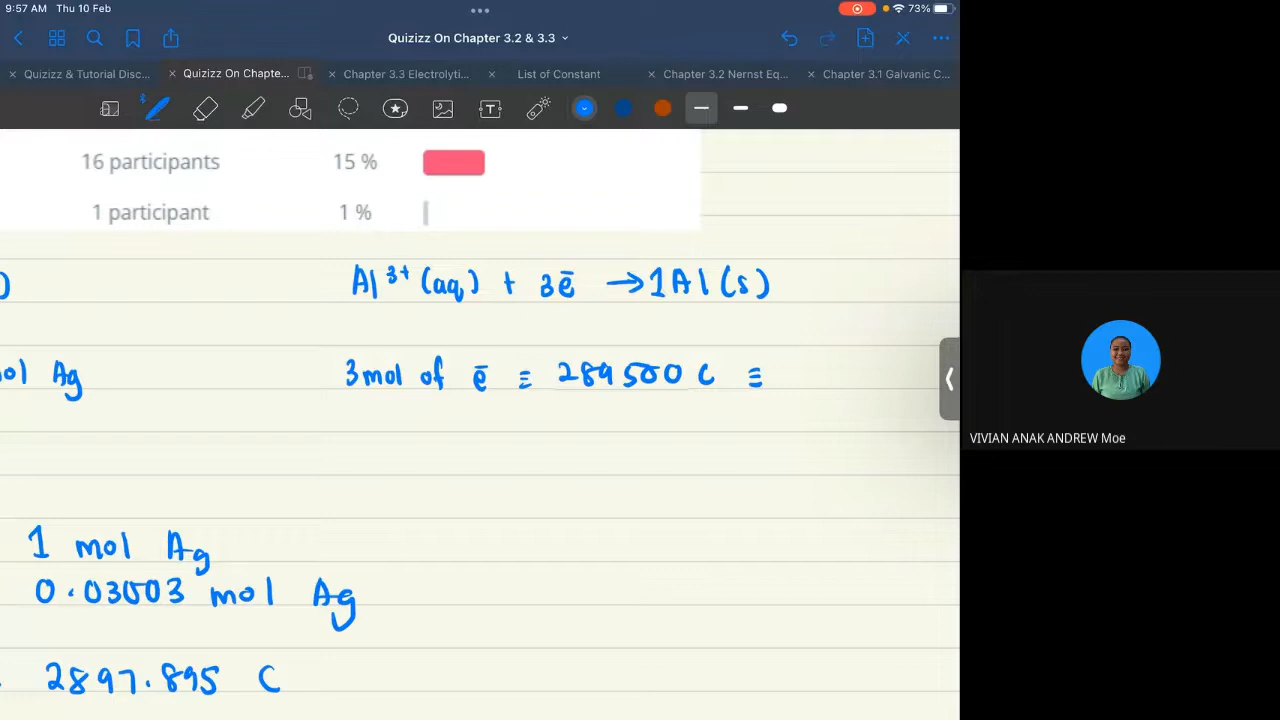 9:57 AM Thu 10 Feb
73%
Quizizz On Chapter 3.2 & 3.3
Quizizz & Tutorial Disc...
Quizizz On Chapte...
Chapter 3.3 Electrolyti...
List of Constant
Chapter 3.2 Nernst Eq...
Chapter 3.1 Galvanic C...
16 participants 15 %
1 participant 1 %
) Al³⁺(aq) + 3ē → 1Al(s)
ol Ag 3mol of ē ≡ 289500 C ≡
1 mol Ag
0.03003 mol Ag
2897.895 C
VIVIAN ANAK ANDREW Moe